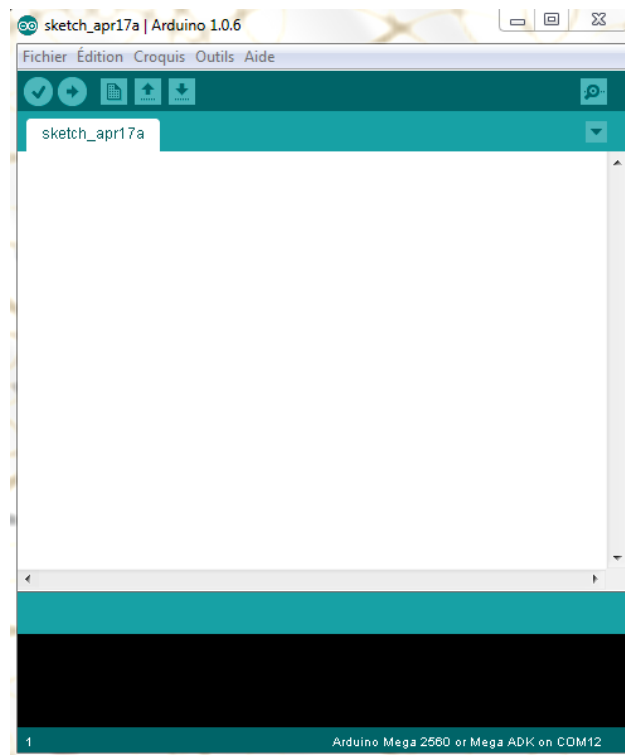 sketch_apr17a | Arduino 1.0.6
Fichier Édition Croquis Outils Aide
sketch_apr17a
1 Arduino Mega 2560 or Mega ADK on COM12